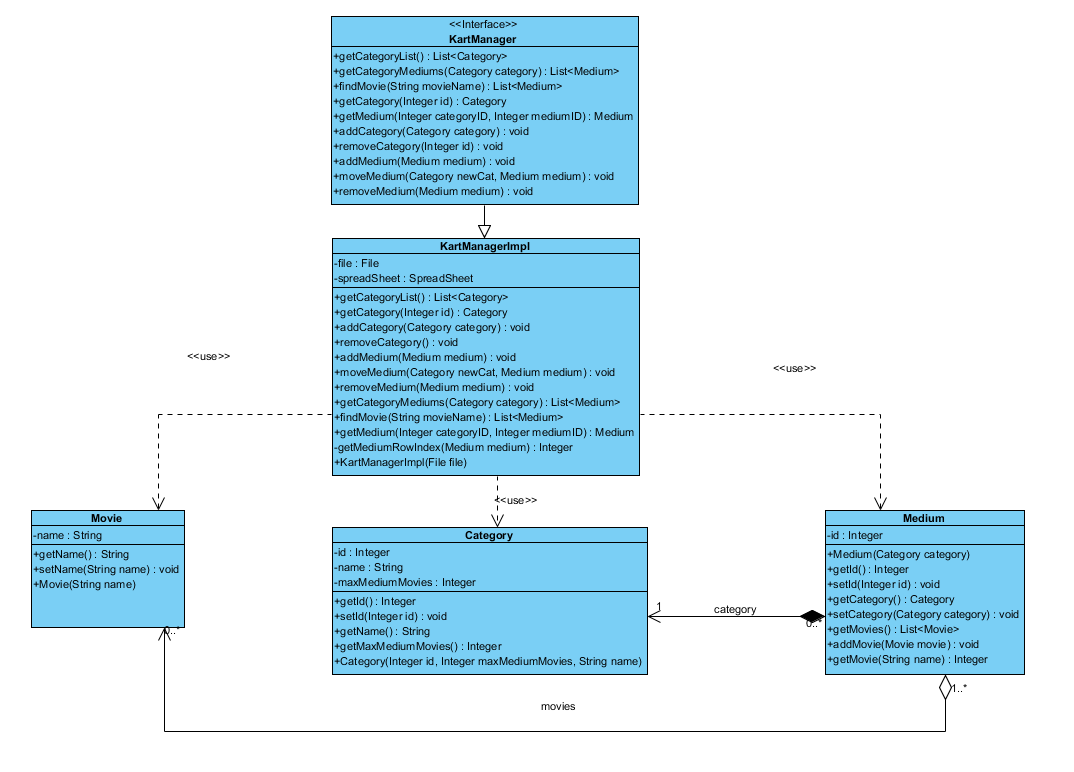 <<Interface>>
KartManager
+getCategoryList() : List<Category>
+getCategoryMediums(Category category) : List<Medium>
+findMovie(String movieName) : List<Medium>
+getCategory(Integer id) : Category
+getMedium(Integer categoryID, Integer mediumID) : Medium
+addCategory(Category category) : void
+removeCategory(Integer id) : void
+addMedium(Medium medium) : void
+moveMedium(Category newCat, Medium medium) : void
+removeMedium(Medium medium) : void
KartManagerImpl
-file : File
-spreadSheet : SpreadSheet
+getCategoryList() : List<Category>
+getCategory(Integer id) : Category
+addCategory(Category category) : void
+removeCategory() : void
+addMedium(Medium medium) : void
+moveMedium(Category newCat, Medium medium) : void
+removeMedium(Medium medium) : void
+getCategoryMediums(Category category) : List<Medium>
+findMovie(String movieName) : List<Medium>
+getMedium(Integer categoryID, Integer mediumID) : Medium
-getMediumRowIndex(Medium medium) : Integer
+KartManagerImpl(File file)
<<use>>
<<use>>
<<use>>
Movie
-name : String
+getName() : String
+setName(String name) : void
+Movie(String name)
0..*
Category
-id : Integer
-name : String
-maxMediumMovies : Integer
+getId() : Integer
+setId(Integer id) : void
+getName() : String
+getMaxMediumMovies() : Integer
+Category(Integer id, Integer maxMediumMovies, String name)
1
category
0..*
Medium
-id : Integer
+Medium(Category category)
+getId() : Integer
+setId(Integer id) : void
+getCategory() : Category
+setCategory(Category category) : void
+getMovies() : List<Movie>
+addMovie(Movie movie) : void
+getMovie(String name) : Integer
1..*
movies